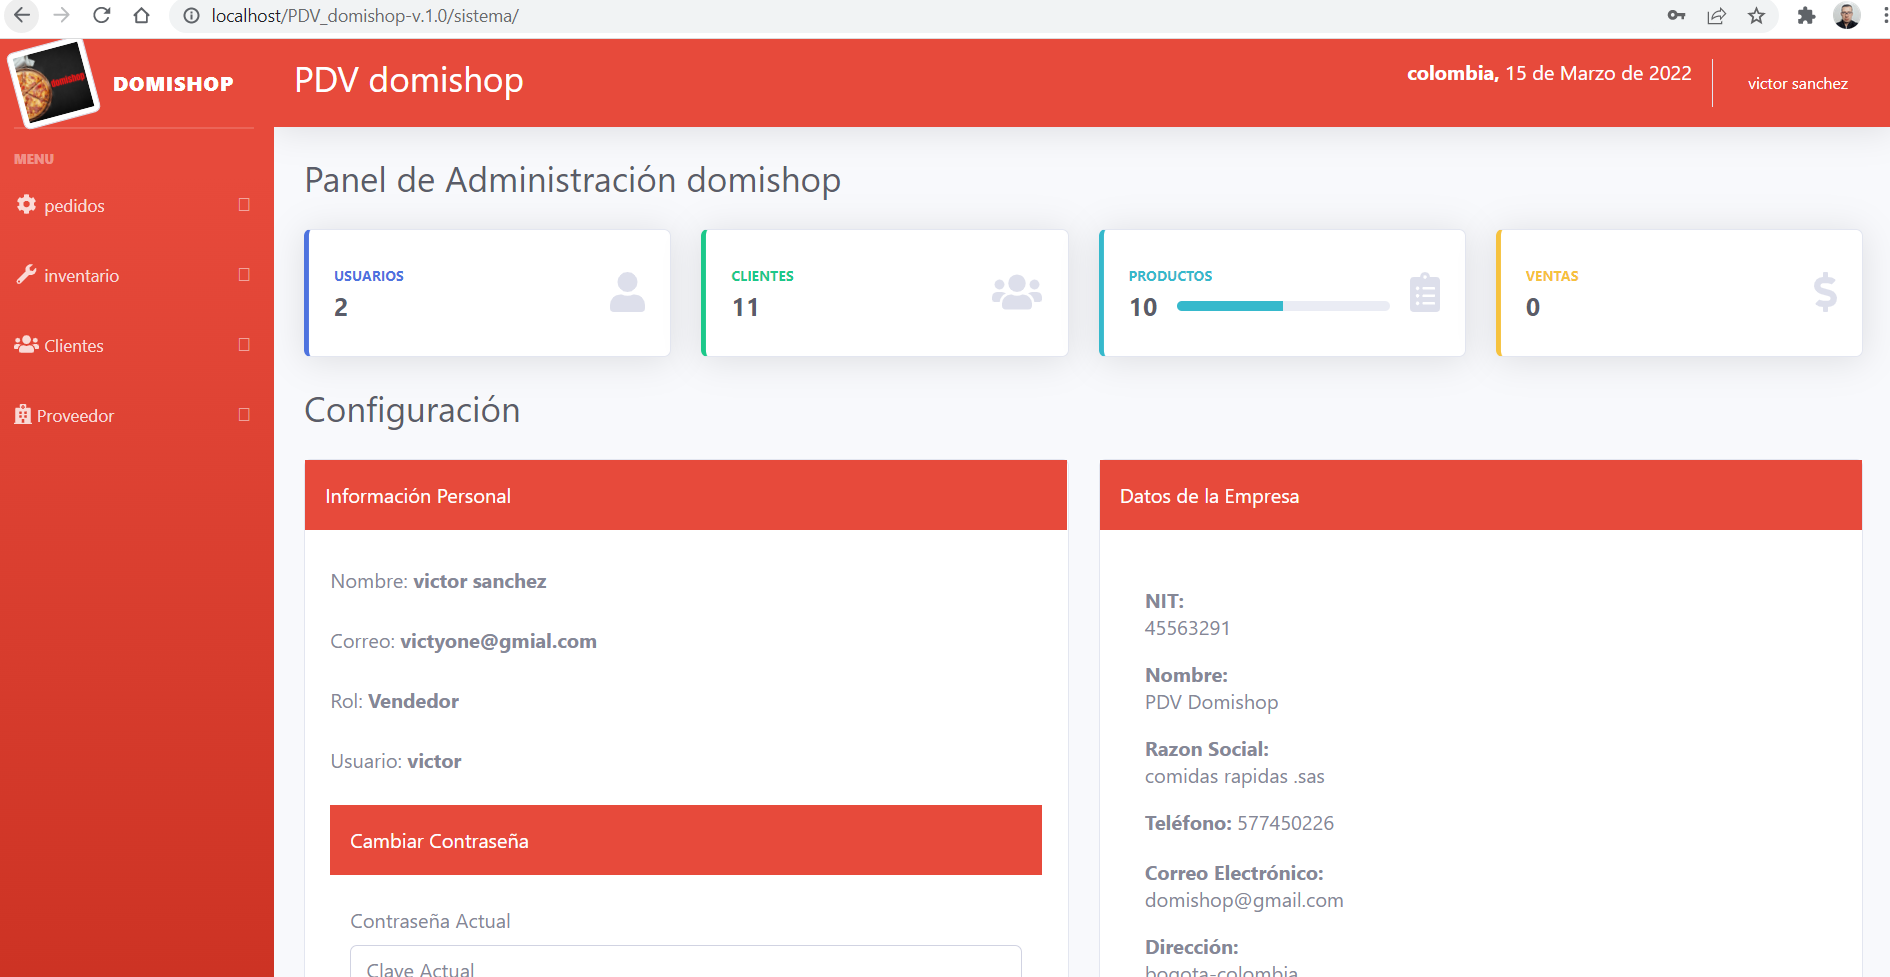 localhost/PDV_domishop-v.1.0/sistema/
domishop
DOMISHOP
PDV domishop
colombia, 15 de Marzo de 2022
victor sanchez
MENU
pedidos
inventario
Clientes
Proveedor
Panel de Administración domishop
USUARIOS
2
CLIENTES
11
PRODUCTOS
10
VENTAS
0
Configuración
Información Personal
Nombre: victor sanchez
Correo: victyone@gmial.com
Rol: Vendedor
Usuario: victor
Cambiar Contraseña
Contraseña Actual
Clave Actual
Datos de la Empresa
NIT:
45563291
Nombre:
PDV Domishop
Razon Social:
comidas rapidas .sas
Teléfono: 577450226
Correo Electrónico:
domishop@gmail.com
Dirección:
bogota-colombia